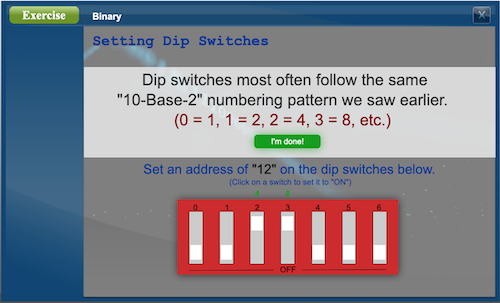 Exercise
Binary
X
Setting Dip Switches
Dip switches most often follow the same
"10-Base-2" numbering pattern we saw earlier.
(0 = 1, 1 = 2, 2 = 4, 3 = 8, etc.)
I'm done!
Set an address of "12" on the dip switches below.
(Click on a switch to set it to "ON")
0 1 2 3 4 5 6
OFF